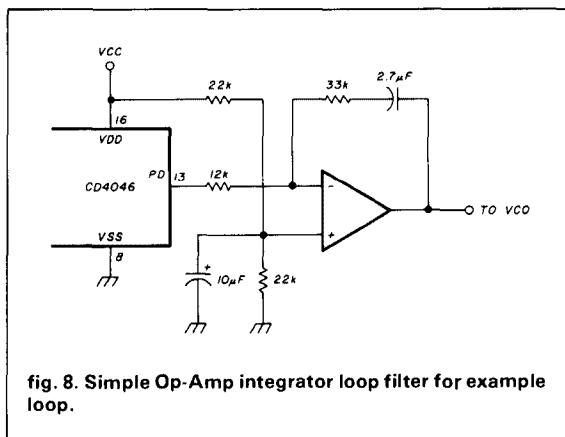 VCC
22k
33k
2.7µF
16
VDD
PD
13
12k
CD4046
-
+
TO VCO
VSS
8
+
10µF
22k
fig. 8. Simple Op-Amp integrator loop filter for example
loop.